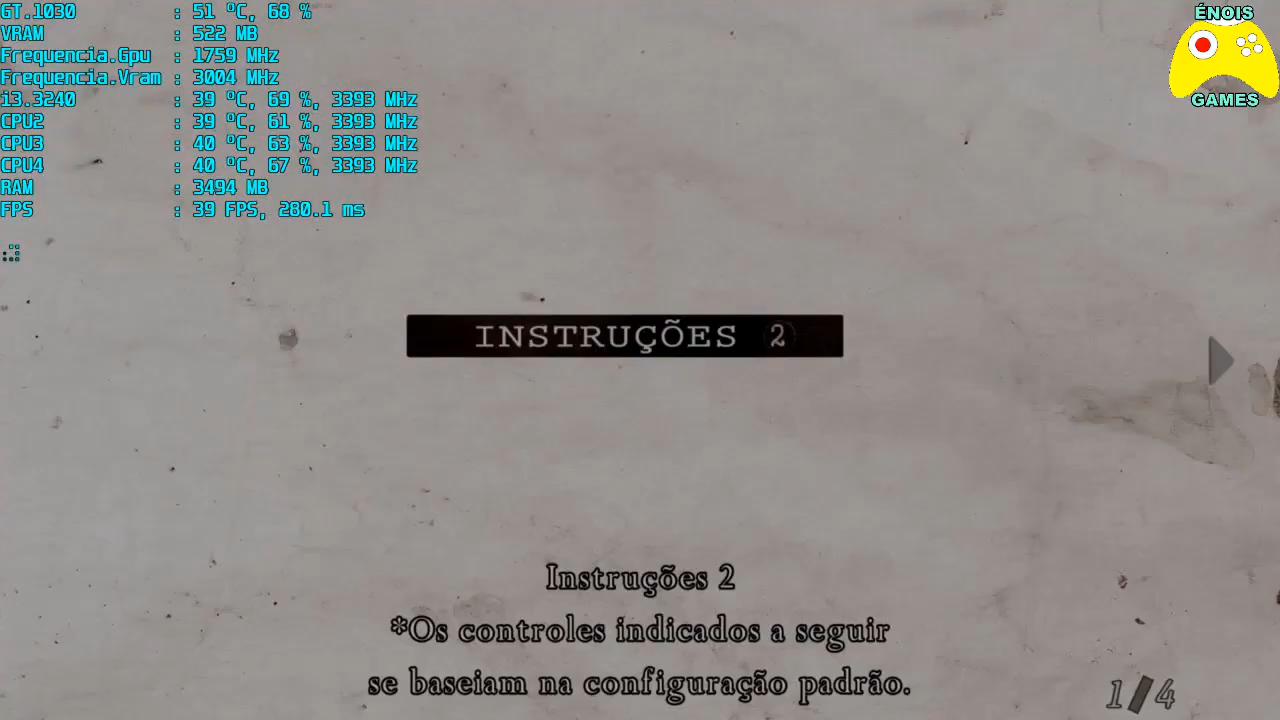 GT.1030 : 51 ºC, 68 %
VRAM : 522 MB
Frequencia.Gpu : 1759 MHz
Frequencia.Vram : 3004 MHz
i3.3240 : 39 ºC, 69 %, 3393 MHz
CPU2 : 39 ºC, 61 %, 3393 MHz
CPU3 : 40 ºC, 63 %, 3393 MHz
CPU4 : 40 ºC, 67 %, 3393 MHz
RAM : 3494 MB
FPS : 39 FPS, 280.1 ms
ÉNOIS
GAMES
INSTRUÇÕES 2
Instruções 2
*Os controles indicados a seguir
se baseiam na configuração padrão.
1/4